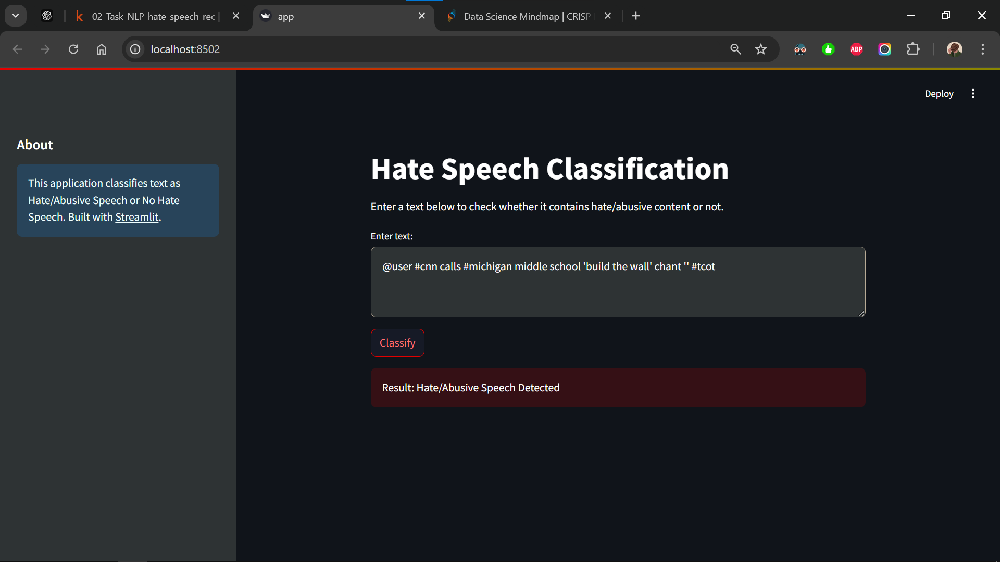 02_Task_NLP_hate_speech_rec |
app
Data Science Mindmap | CRISP
localhost:8502
ABP
Deploy
About
This application classifies text as
Hate/Abusive Speech or No Hate
Speech. Built with Streamlit.
Hate Speech Classification
Enter a text below to check whether it contains hate/abusive content or not.
Enter text:
@user #cnn calls #michigan middle school 'build the wall' chant '' #tcot
Classify
Result: Hate/Abusive Speech Detected